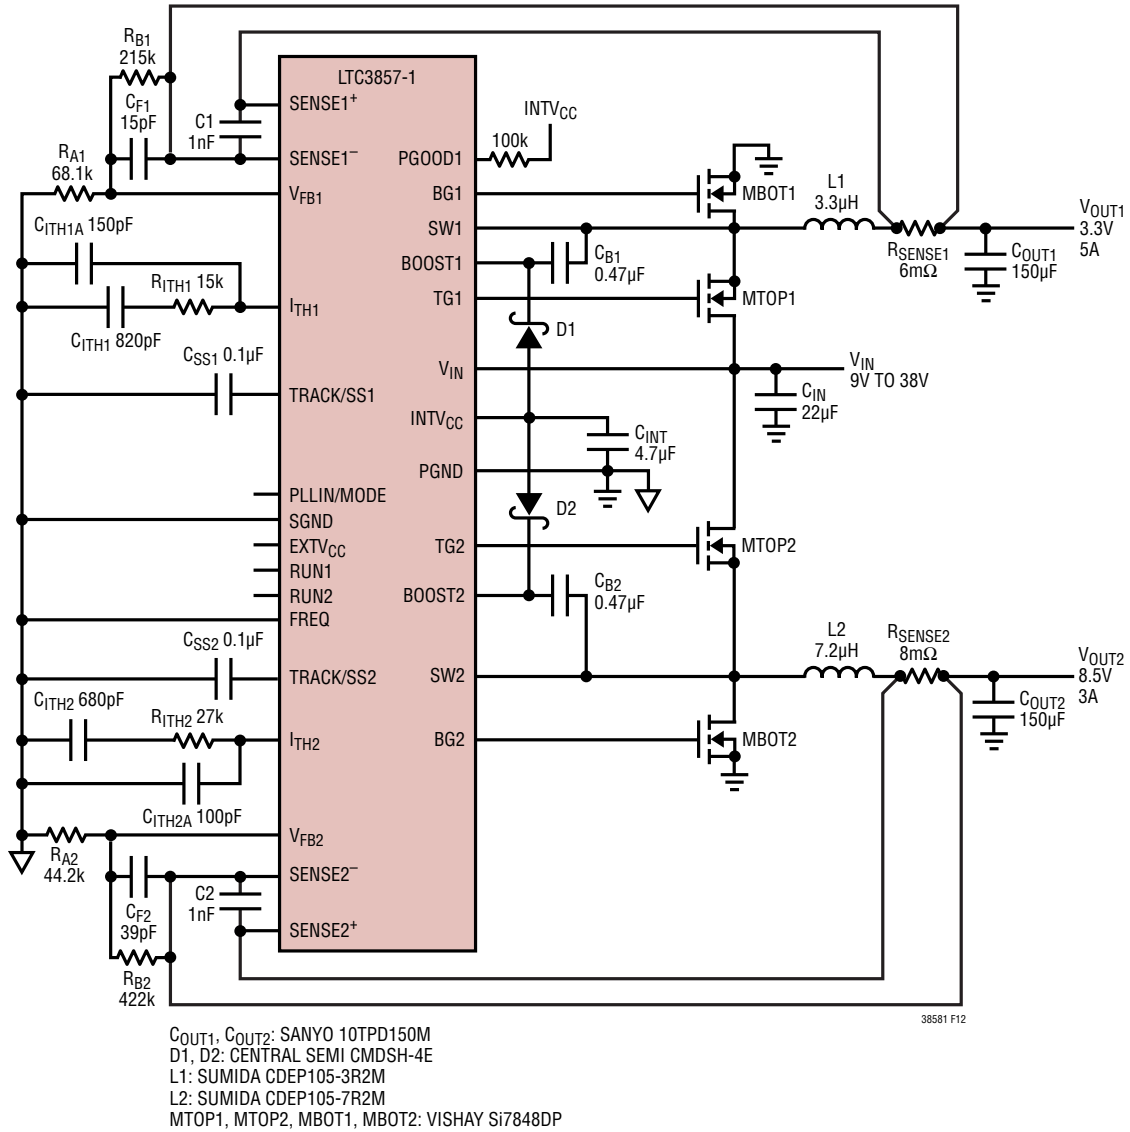 RB1
215k
CF1
15pF
RA1
68.1k
CITH1A 150pF
RITH1 15k
CITH1 820pF
CSS1 0.1µF
CSS2 0.1µF
CITH2 680pF
RITH2 27k
CITH2A 100pF
RA2
44.2k
CF2
39pF
RB2
422k
C1
1nF
C2
1nF
LTC3857-1
SENSE1+
SENSE1–
VFB1
ITH1
TRACK/SS1
PLLIN/MODE
SGND
EXTVCC
RUN1
RUN2
FREQ
TRACK/SS2
ITH2
VFB2
SENSE2–
SENSE2+
PGOOD1
BG1
SW1
BOOST1
TG1
VIN
INTVCC
PGND
TG2
BOOST2
SW2
BG2
INTVCC
100k
CB1
0.47µF
D1
CINT
4.7µF
D2
CB2
0.47µF
MBOT1
MTOP1
MTOP2
MBOT2
L1
3.3µH
RSENSE1
6mΩ
COUT1
150µF
VOUT1
3.3V
5A
VIN
9V TO 38V
CIN
22µF
L2
7.2µH
RSENSE2
8mΩ
COUT2
150µF
VOUT2
8.5V
3A
38581 F12
COUT1, COUT2: SANYO 10TPD150M
D1, D2: CENTRAL SEMI CMDSH-4E
L1: SUMIDA CDEP105-3R2M
L2: SUMIDA CDEP105-7R2M
MTOP1, MTOP2, MBOT1, MBOT2: VISHAY Si7848DP